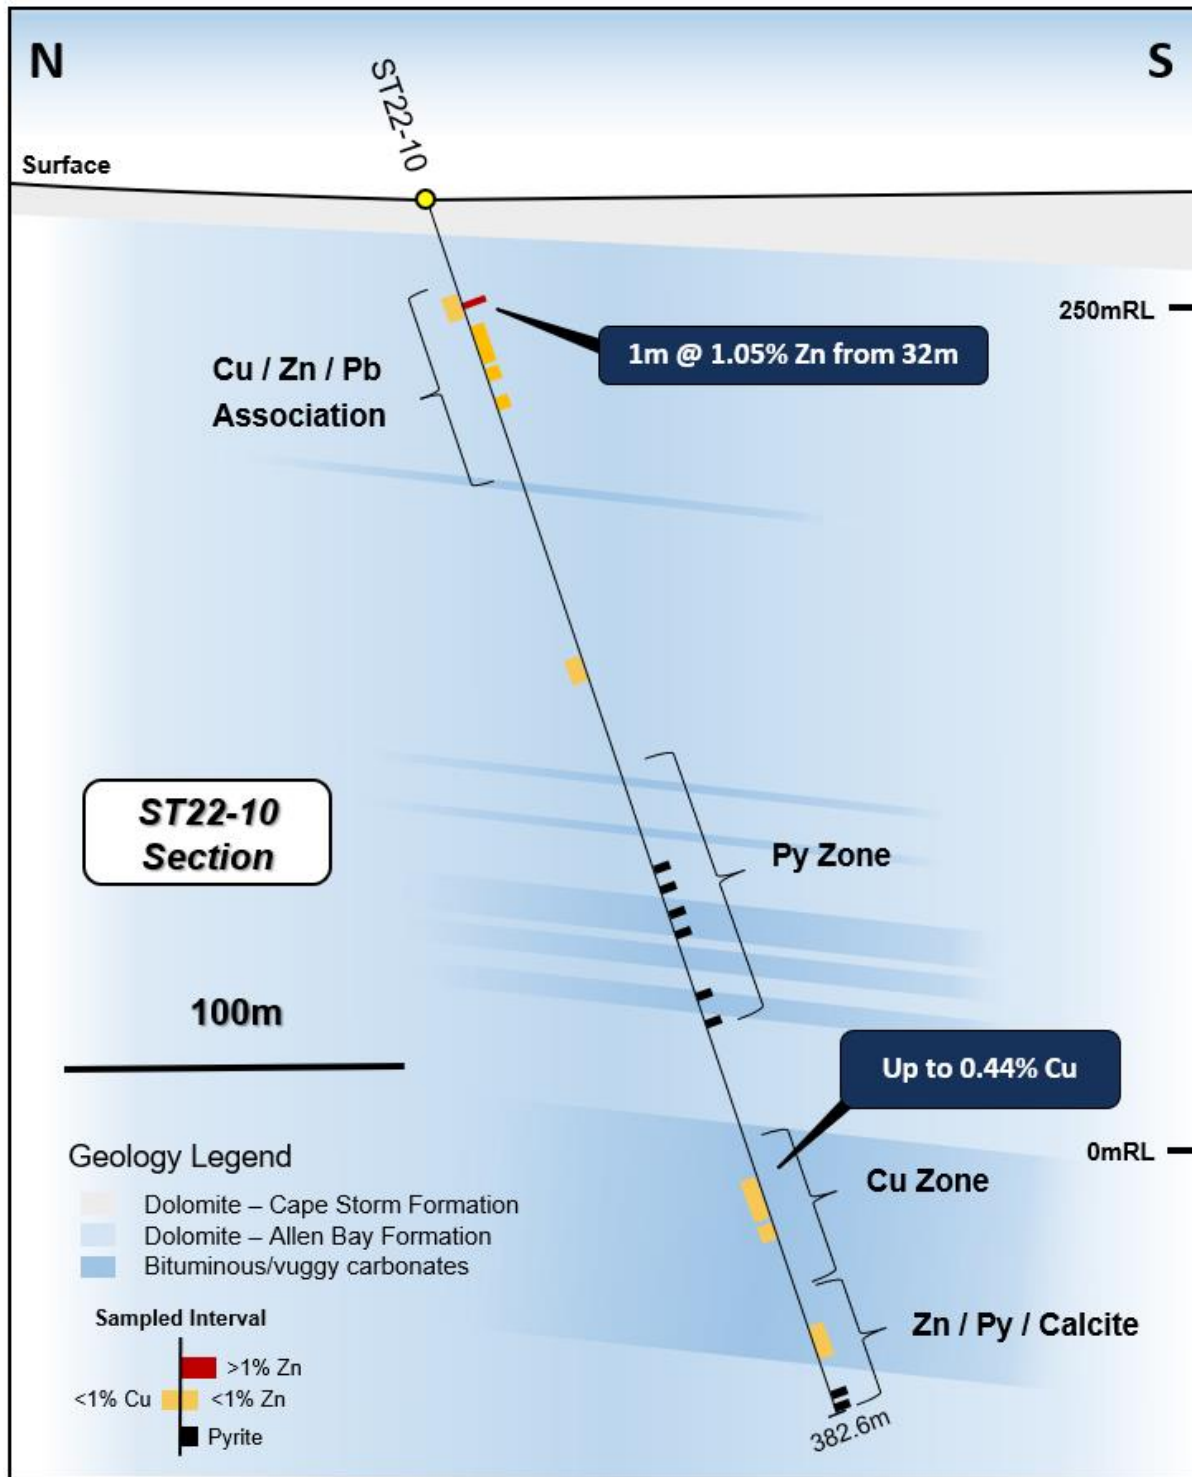 N
S
ST22-10
Surface
250mRL
1m @ 1.05% Zn from 32m
Cu / Zn / Pb
Association
ST22-10
Section
Py Zone
100m
Up to 0.44% Cu
0mRL
Cu Zone
Geology Legend
Dolomite – Cape Storm Formation
Dolomite – Allen Bay Formation
Bituminous/vuggy carbonates
Zn / Py / Calcite
Sampled Interval
>1% Zn
<1% Cu <1% Zn
Pyrite
382.6m